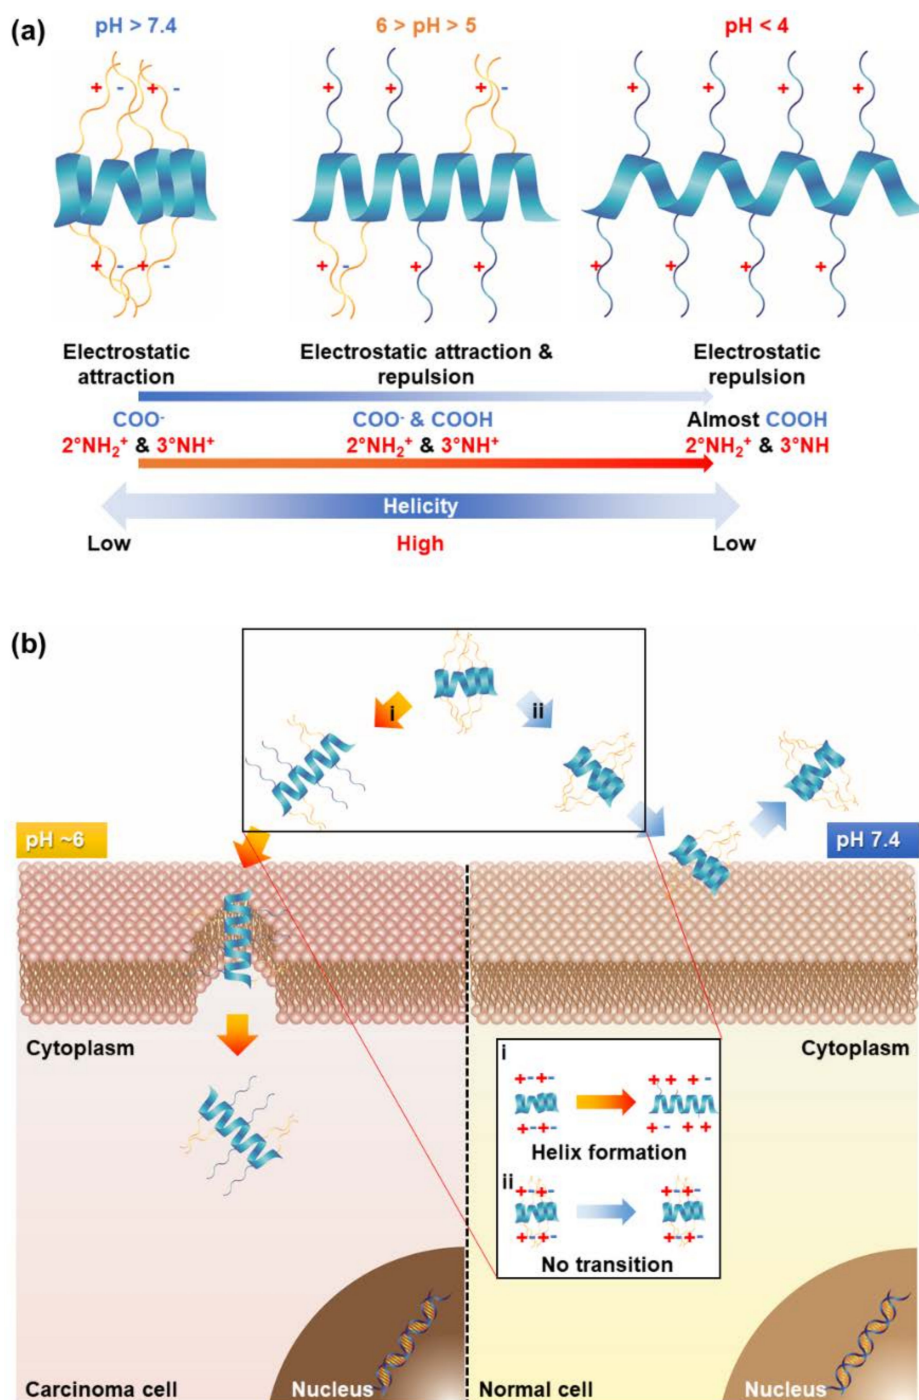 (a)
pH > 7.4
6 > pH > 5
pH < 4
+ - + -
+ + + -
+ + + +
+ - + -
+ - + +
+ + + +
Electrostatic
attraction
Electrostatic attraction &
repulsion
Electrostatic
repulsion
COO⁻
COO⁻ & COOH
Almost COOH
2°NH₂⁺ & 3°NH⁺
2°NH₂⁺ & 3°NH⁺
2°NH₂⁺ & 3°NH
Helicity
Low
High
Low
(b)
i
ii
pH ~6
pH 7.4
Cytoplasm
Cytoplasm
i
+-+-
+ + + -
+-+-
+ - + +
Helix formation
ii
+-+-
+-+-
+-+-
+-+-
No transition
Carcinoma cell
Nucleus
Normal cell
Nucleus